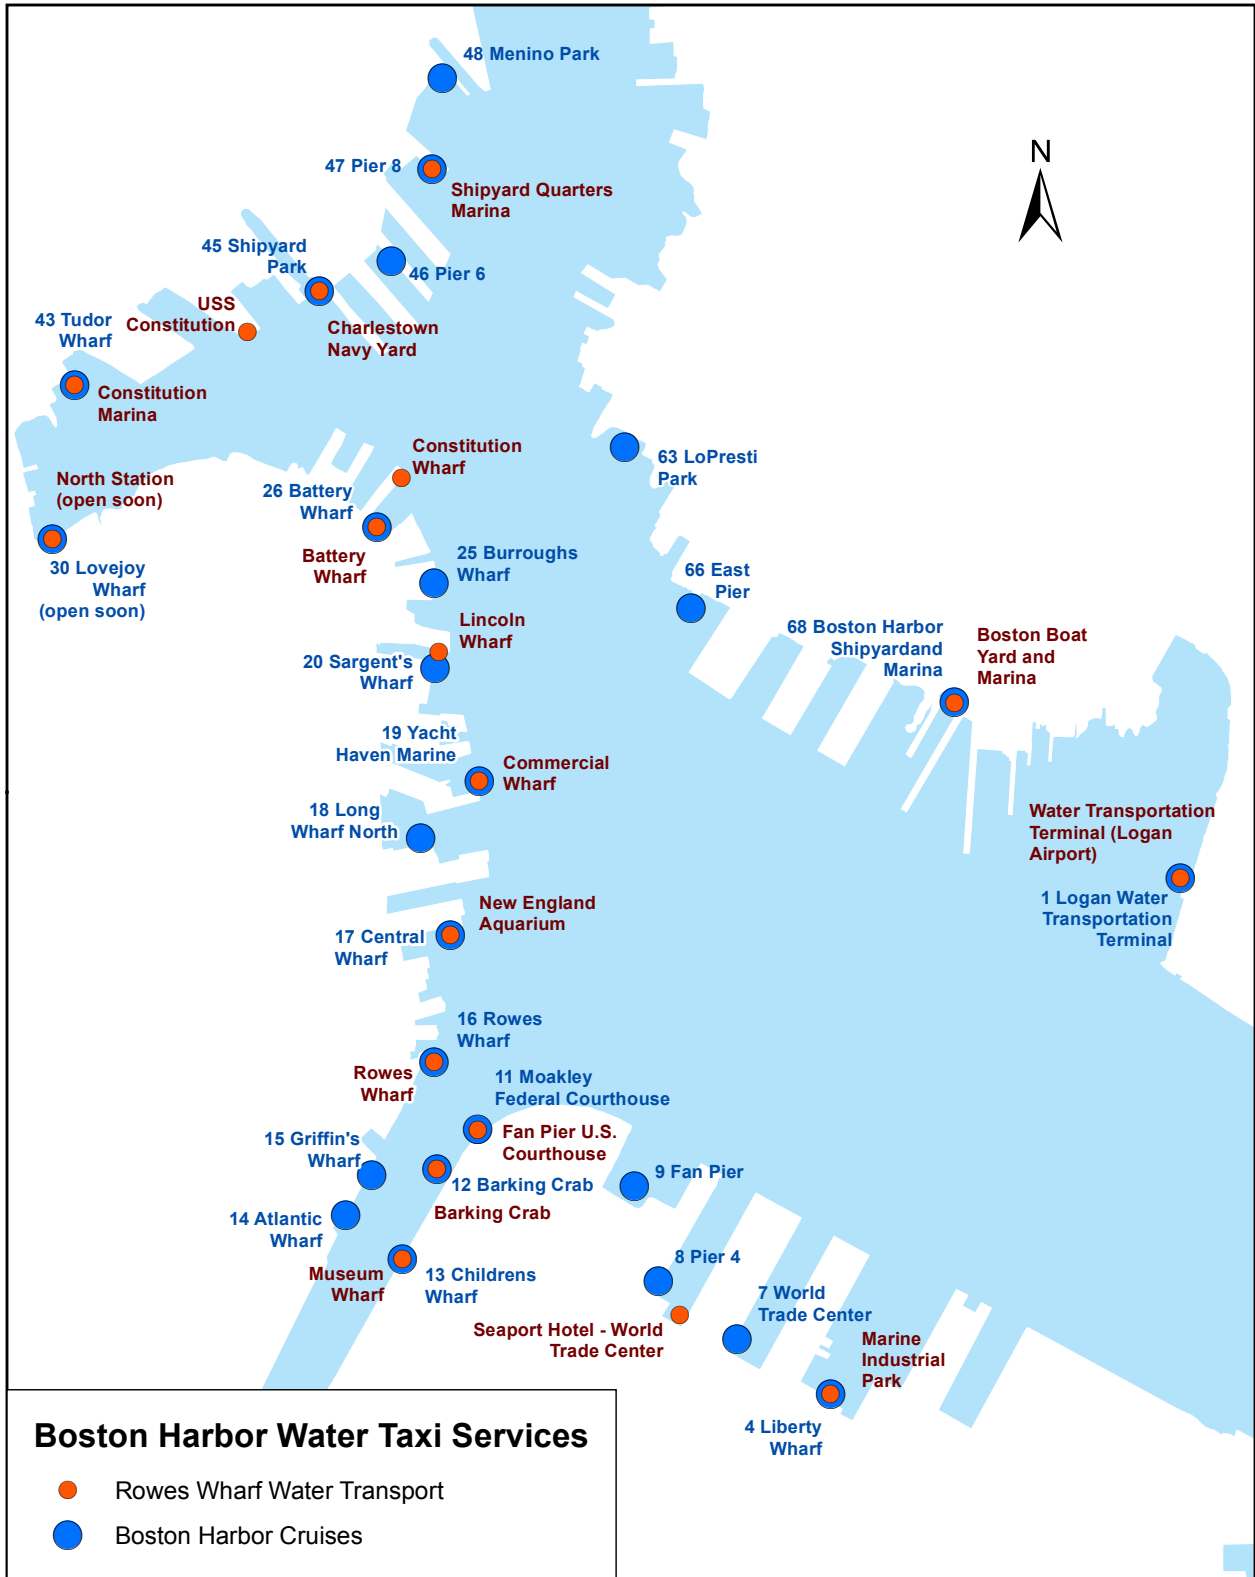 48 Menino Park
N
47 Pier 8
Shipyard Quarters
Marina
45 Shipyard
Park
46 Pier 6
USS
Constitution
43 Tudor
Wharf
Charlestown
Navy Yard
Constitution
Marina
Constitution
Wharf
63 LoPresti
Park
North Station
(open soon)
26 Battery
Wharf
Battery
Wharf
25 Burroughs
Wharf
30 Lovejoy
Wharf
(open soon)
66 East
Pier
Lincoln
Wharf
68 Boston Harbor
Shipyardand
Marina
Boston Boat
Yard and
Marina
20 Sargent's
Wharf
19 Yacht
Haven Marine
Commercial
Wharf
18 Long
Wharf North
Water Transportation
Terminal (Logan
Airport)
1 Logan Water
Transportation
Terminal
New England
Aquarium
17 Central
Wharf
16 Rowes
Wharf
Rowes
Wharf
11 Moakley
Federal Courthouse
Fan Pier U.S.
Courthouse
15 Griffin's
Wharf
12 Barking Crab
Barking Crab
9 Fan Pier
14 Atlantic
Wharf
Museum
Wharf
13 Childrens
Wharf
8 Pier 4
7 World
Trade Center
Seaport Hotel - World
Trade Center
Marine
Industrial
Park
4 Liberty
Wharf
Boston Harbor Water Taxi Services
Rowes Wharf Water Transport
Boston Harbor Cruises